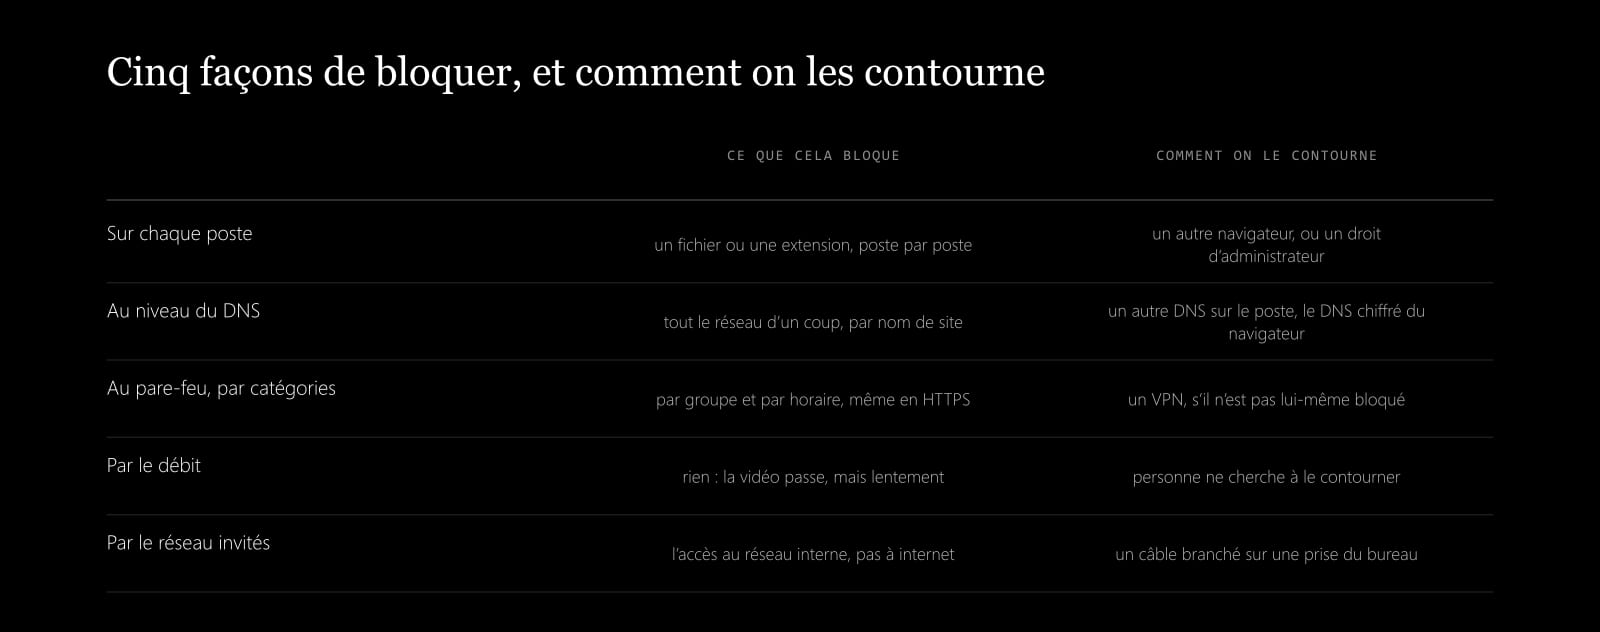 Cinq façons de bloquer, et comment on les contourne
CE QUE CELA BLOQUE
COMMENT ON LE CONTOURNE
Sur chaque poste
un fichier ou une extension, poste par poste
un autre navigateur, ou un droit
d’administrateur
Au niveau du DNS
tout le réseau d’un coup, par nom de site
un autre DNS sur le poste, le DNS chiffré du
navigateur
Au pare-feu, par catégories
par groupe et par horaire, même en HTTPS
un VPN, s’il n’est pas lui-même bloqué
Par le débit
rien : la vidéo passe, mais lentement
personne ne cherche à le contourner
Par le réseau invités
l’accès au réseau interne, pas à internet
un câble branché sur une prise du bureau